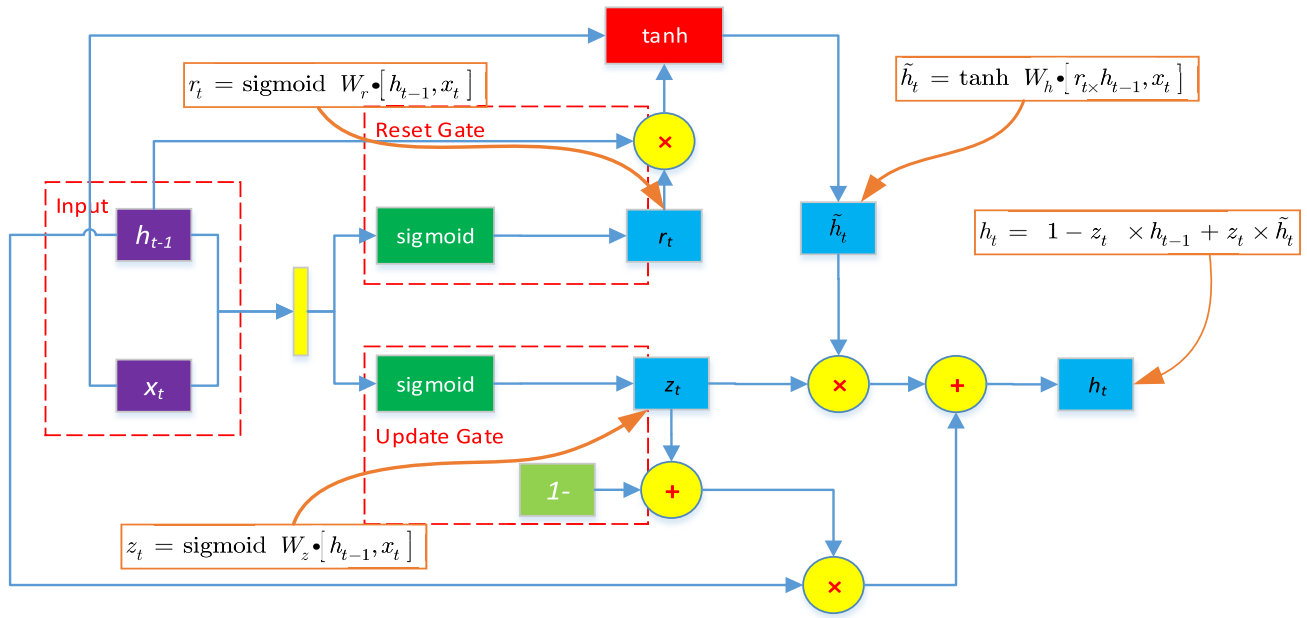 tanh
r_t = sigmoid W_r•[h_{t-1}, x_t]
h̃_t = tanh W_h•[r_{t×}h_{t-1}, x_t]
Reset Gate
×
Input
h_{t-1}
sigmoid
r_t
h̃_t
h_t = 1 − z_t × h_{t-1} + z_t × h̃_t
x_t
sigmoid
z_t
×
+
h_t
Update Gate
1-
+
z_t = sigmoid W_z•[h_{t-1}, x_t]
×